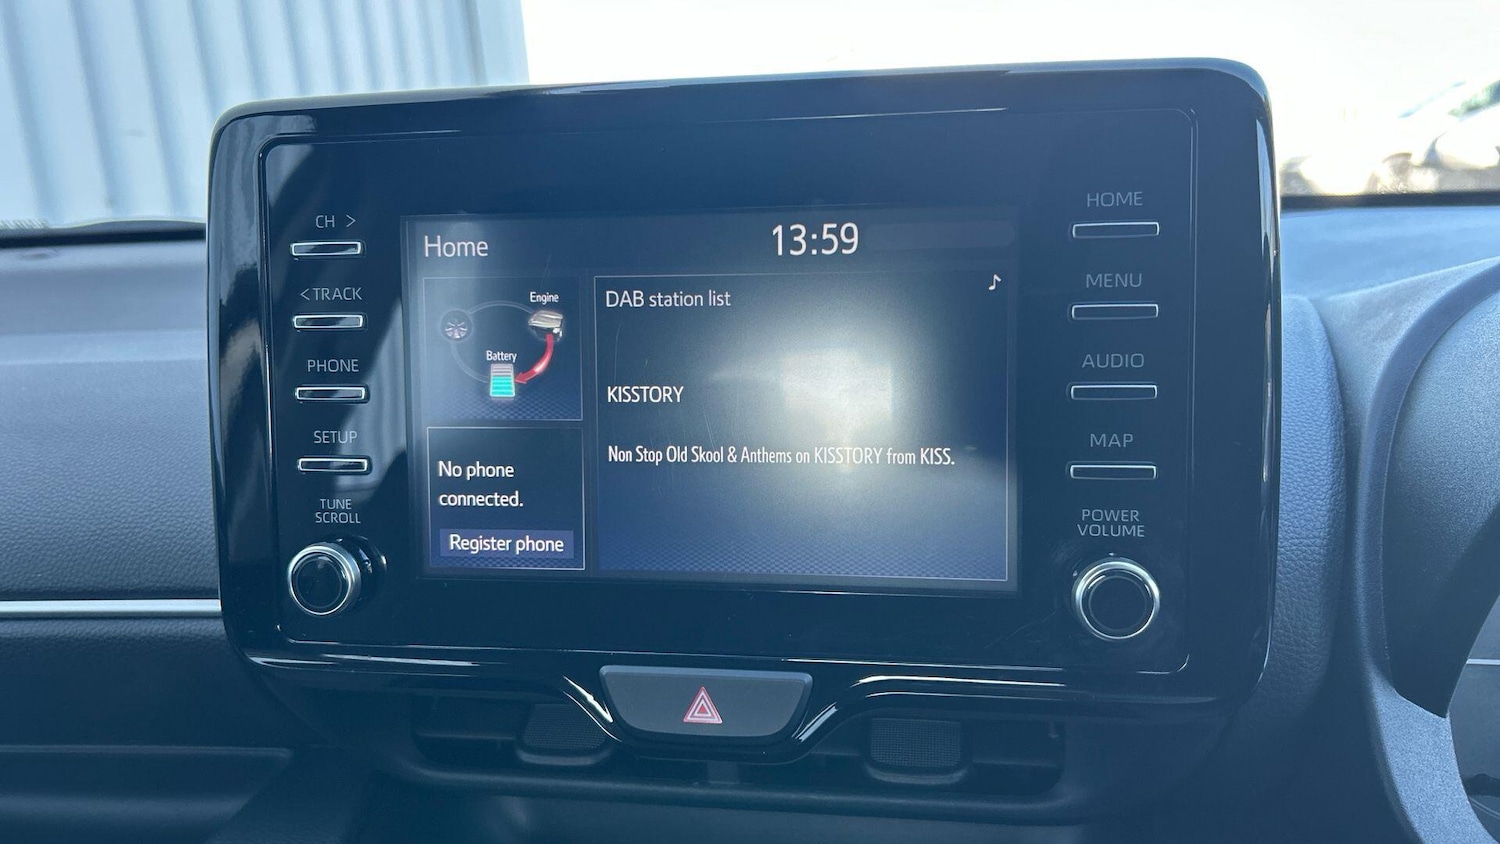 CH >
< TRACK
PHONE
SETUP
TUNE
SCROLL
Home
13:59
Engine
Battery
No phone
connected.
Register phone
DAB station list
KISSTORY
Non Stop Old Skool & Anthems on KISSTORY from KISS.
HOME
MENU
AUDIO
MAP
POWER
VOLUME